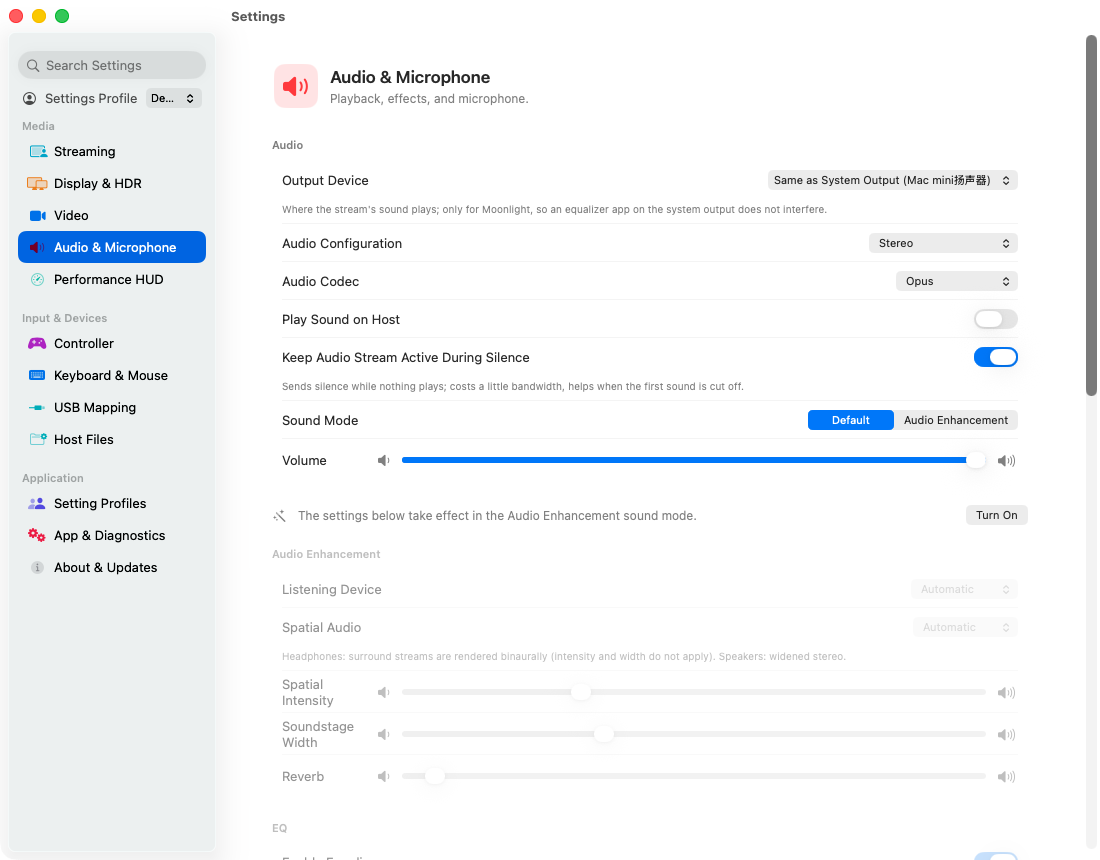 Settings
Search Settings
Settings Profile De...
Media
Streaming
Display & HDR
Video
Audio & Microphone
Performance HUD
Input & Devices
Controller
Keyboard & Mouse
USB Mapping
Host Files
Application
Setting Profiles
App & Diagnostics
About & Updates
Audio & Microphone
Playback, effects, and microphone.
Audio
Output Device Same as System Output (Mac mini扬声器)
Where the stream's sound plays; only for Moonlight, so an equalizer app on the system output does not interfere.
Audio Configuration Stereo
Audio Codec Opus
Play Sound on Host
Keep Audio Stream Active During Silence
Sends silence while nothing plays; costs a little bandwidth, helps when the first sound is cut off.
Sound Mode Default Audio Enhancement
Volume
The settings below take effect in the Audio Enhancement sound mode. Turn On
Audio Enhancement
Listening Device Automatic
Spatial Audio Automatic
Headphones: surround streams are rendered binaurally (intensity and width do not apply). Speakers: widened stereo.
Spatial
Intensity
Soundstage
Width
Reverb
EQ